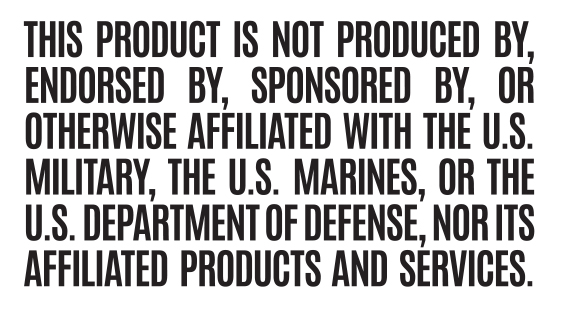 THIS PRODUCT IS NOT PRODUCED BY,
ENDORSED BY, SPONSORED BY, OR
OTHERWISE AFFILIATED WITH THE U.S.
MILITARY, THE U.S. MARINES, OR THE
U.S. DEPARTMENT OF DEFENSE, NOR ITS
AFFILIATED PRODUCTS AND SERVICES.